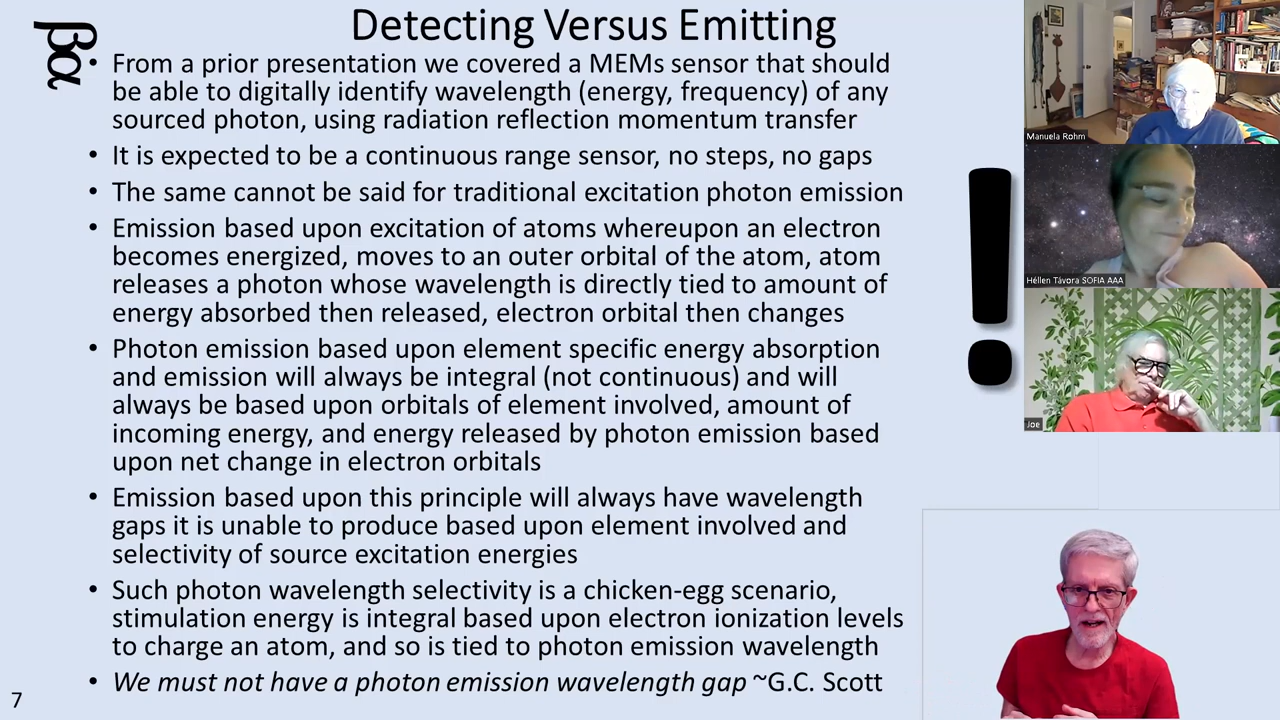 Detecting Versus Emitting
βα
• From a prior presentation we covered a MEMs sensor that should
be able to digitally identify wavelength (energy, frequency) of any
sourced photon, using radiation reflection momentum transfer
• It is expected to be a continuous range sensor, no steps, no gaps
• The same cannot be said for traditional excitation photon emission
• Emission based upon excitation of atoms whereupon an electron
becomes energized, moves to an outer orbital of the atom, atom
releases a photon whose wavelength is directly tied to amount of
energy absorbed then released, electron orbital then changes
• Photon emission based upon element specific energy absorption
and emission will always be integral (not continuous) and will
always be based upon orbitals of element involved, amount of
incoming energy, and energy released by photon emission based
upon net change in electron orbitals
• Emission based upon this principle will always have wavelength
gaps it is unable to produce based upon element involved and
selectivity of source excitation energies
• Such photon wavelength selectivity is a chicken-egg scenario,
stimulation energy is integral based upon electron ionization levels
to charge an atom, and so is tied to photon emission wavelength
• We must not have a photon emission wavelength gap ~G.C. Scott
7
!
Manuela Rohm
Héllen Távora SOFIA AAA
Joe